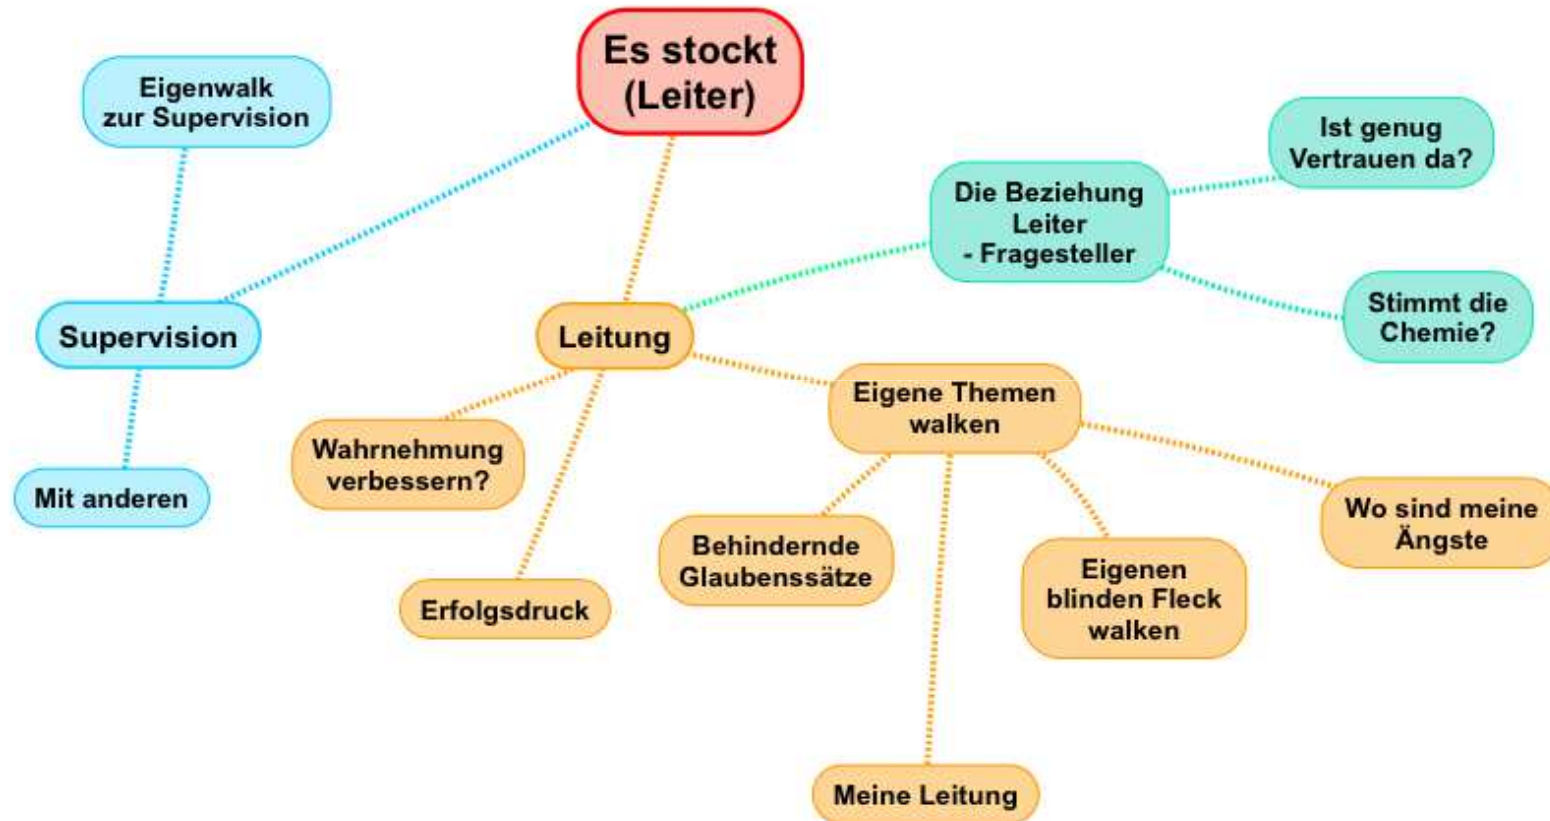 Es stockt
(Leiter)
Eigenwalk
zur Supervision
Supervision
Mit anderen
Leitung
Wahrnehmung
verbessern?
Erfolgsdruck
Die Beziehung
Leiter
- Fragesteller
Ist genug
Vertrauen da?
Stimmt die
Chemie?
Eigene Themen
walken
Behindernde
Glaubenssätze
Meine Leitung
Eigenen
blinden Fleck
walken
Wo sind meine
Ängste